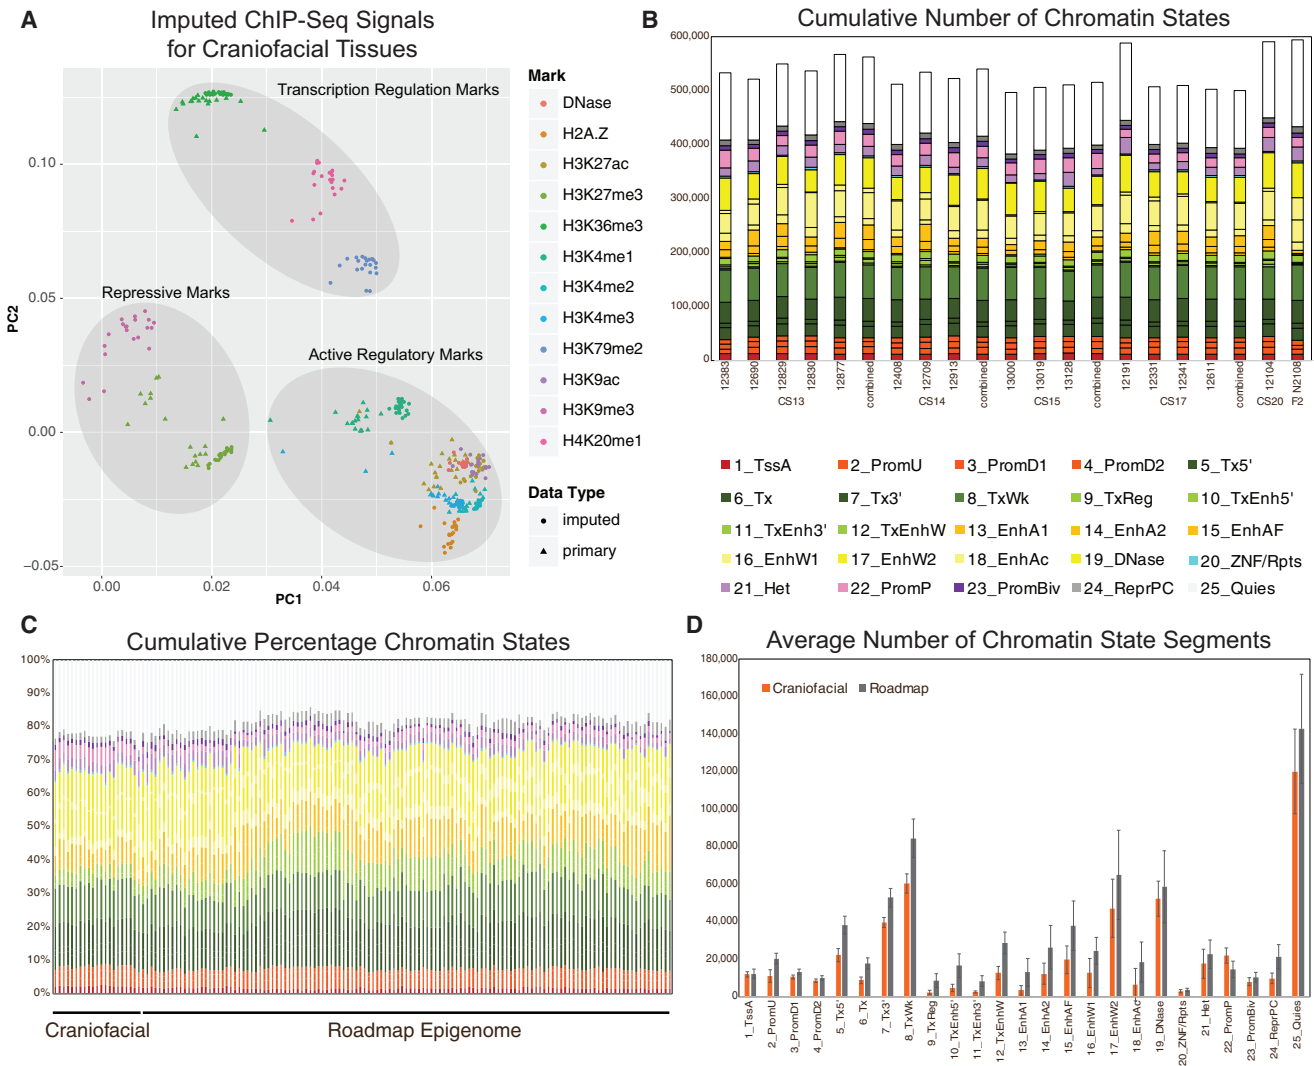 A
Imputed ChIP-Seq Signals
for Craniofacial Tissues
Transcription Regulation Marks
Repressive Marks
Active Regulatory Marks
0.10
0.05
0.00
−0.05
PC2
0.00
0.02
0.04
0.06
PC1
Mark
DNase
H2A.Z
H3K27ac
H3K27me3
H3K36me3
H3K4me1
H3K4me2
H3K4me3
H3K79me2
H3K9ac
H3K9me3
H4K20me1
Data Type
imputed
primary
B
Cumulative Number of Chromatin States
600,000
500,000
400,000
300,000
200,000
100,000
0
12383
12690
12829
12830
12877
combined
12408
12709
12913
combined
13000
13019
13128
combined
12191
12331
12341
12611
combined
12104
N2108
CS13
CS14
CS15
CS17
CS20
F2
1_TssA
2_PromU
3_PromD1
4_PromD2
5_Tx5'
6_Tx
7_Tx3'
8_TxWk
9_TxReg
10_TxEnh5'
11_TxEnh3'
12_TxEnhW
13_EnhA1
14_EnhA2
15_EnhAF
16_EnhW1
17_EnhW2
18_EnhAc
19_DNase
20_ZNF/Rpts
21_Het
22_PromP
23_PromBiv
24_ReprPC
25_Quies
C
Cumulative Percentage Chromatin States
100%
90%
80%
70%
60%
50%
40%
30%
20%
10%
0%
Craniofacial
Roadmap Epigenome
D
Average Number of Chromatin State Segments
180,000
160,000
140,000
120,000
100,000
80,000
60,000
40,000
20,000
0
Craniofacial
Roadmap
1_TssA
2_PromU
3_PromD1
4_PromD2
5_Tx5'
6_Tx
7_Tx3'
8_TxWk
9_TxReg
10_TxEnh5'
11_TxEnh3'
12_TxEnhW
13_EnhA1
14_EnhA2
15_EnhAF
16_EnhW1
17_EnhW2
18_EnhAc
19_DNase
20_ZNF/Rpts
21_Het
22_PromP
23_PromBiv
24_ReprPC
25_Quies